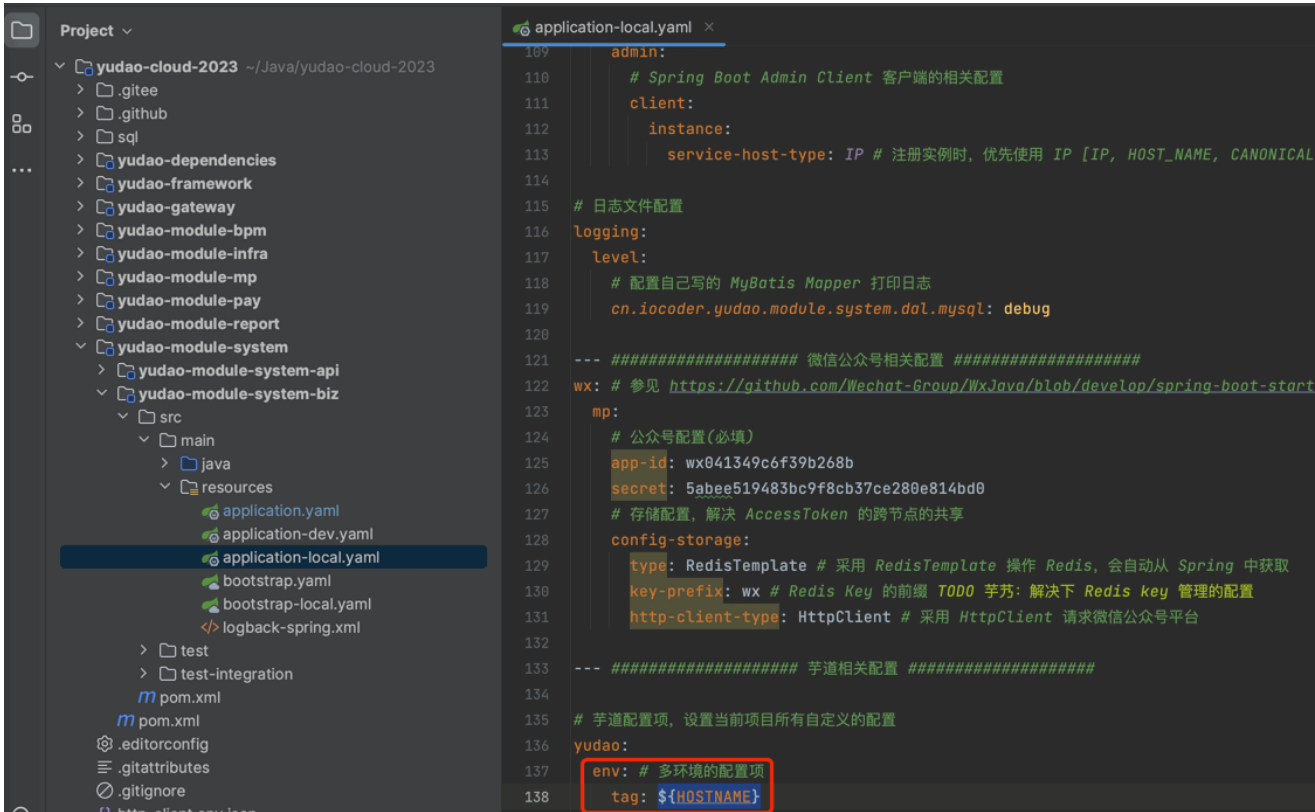 Project
yudao-cloud-2023 ~/Java/yudao-cloud-2023
.gitee
.github
sql
yudao-dependencies
yudao-framework
yudao-gateway
yudao-module-bpm
yudao-module-infra
yudao-module-mp
yudao-module-pay
yudao-module-report
yudao-module-system
yudao-module-system-api
yudao-module-system-biz
src
main
java
resources
application.yaml
application-dev.yaml
application-local.yaml
bootstrap.yaml
bootstrap-local.yaml
logback-spring.xml
test
test-integration
pom.xml
pom.xml
.editorconfig
.gitattributes
.gitignore
application-local.yaml
109 admin:
110 # Spring Boot Admin Client 客户端的相关配置
111 client:
112 instance:
113 service-host-type: IP # 注册实例时，优先使用 IP [IP, HOST_NAME, CANONICAL
114
115 # 日志文件配置
116 logging:
117 level:
118 # 配置自己写的 MyBatis Mapper 打印日志
119 cn.iocoder.yudao.module.system.dal.mysql: debug
120
121 --- #################### 微信公众号相关配置 ####################
122 wx: # 参见 https://github.com/Wechat-Group/WxJava/blob/develop/spring-boot-start
123 mp:
124 # 公众号配置(必填)
125 app-id: wx041349c6f39b268b
126 secret: 5abee519483bc9f8cb37ce280e814bd0
127 # 存储配置，解决 AccessToken 的跨节点的共享
128 config-storage:
129 type: RedisTemplate # 采用 RedisTemplate 操作 Redis，会自动从 Spring 中获取
130 key-prefix: wx # Redis Key 的前缀 TODO 芋艿：解决下 Redis key 管理的配置
131 http-client-type: HttpClient # 采用 HttpClient 请求微信公众号平台
132
133 --- #################### 芋道相关配置 ####################
134
135 # 芋道配置项，设置当前项目所有自定义的配置
136 yudao:
137 env: # 多环境的配置项
138 tag: ${HOSTNAME}